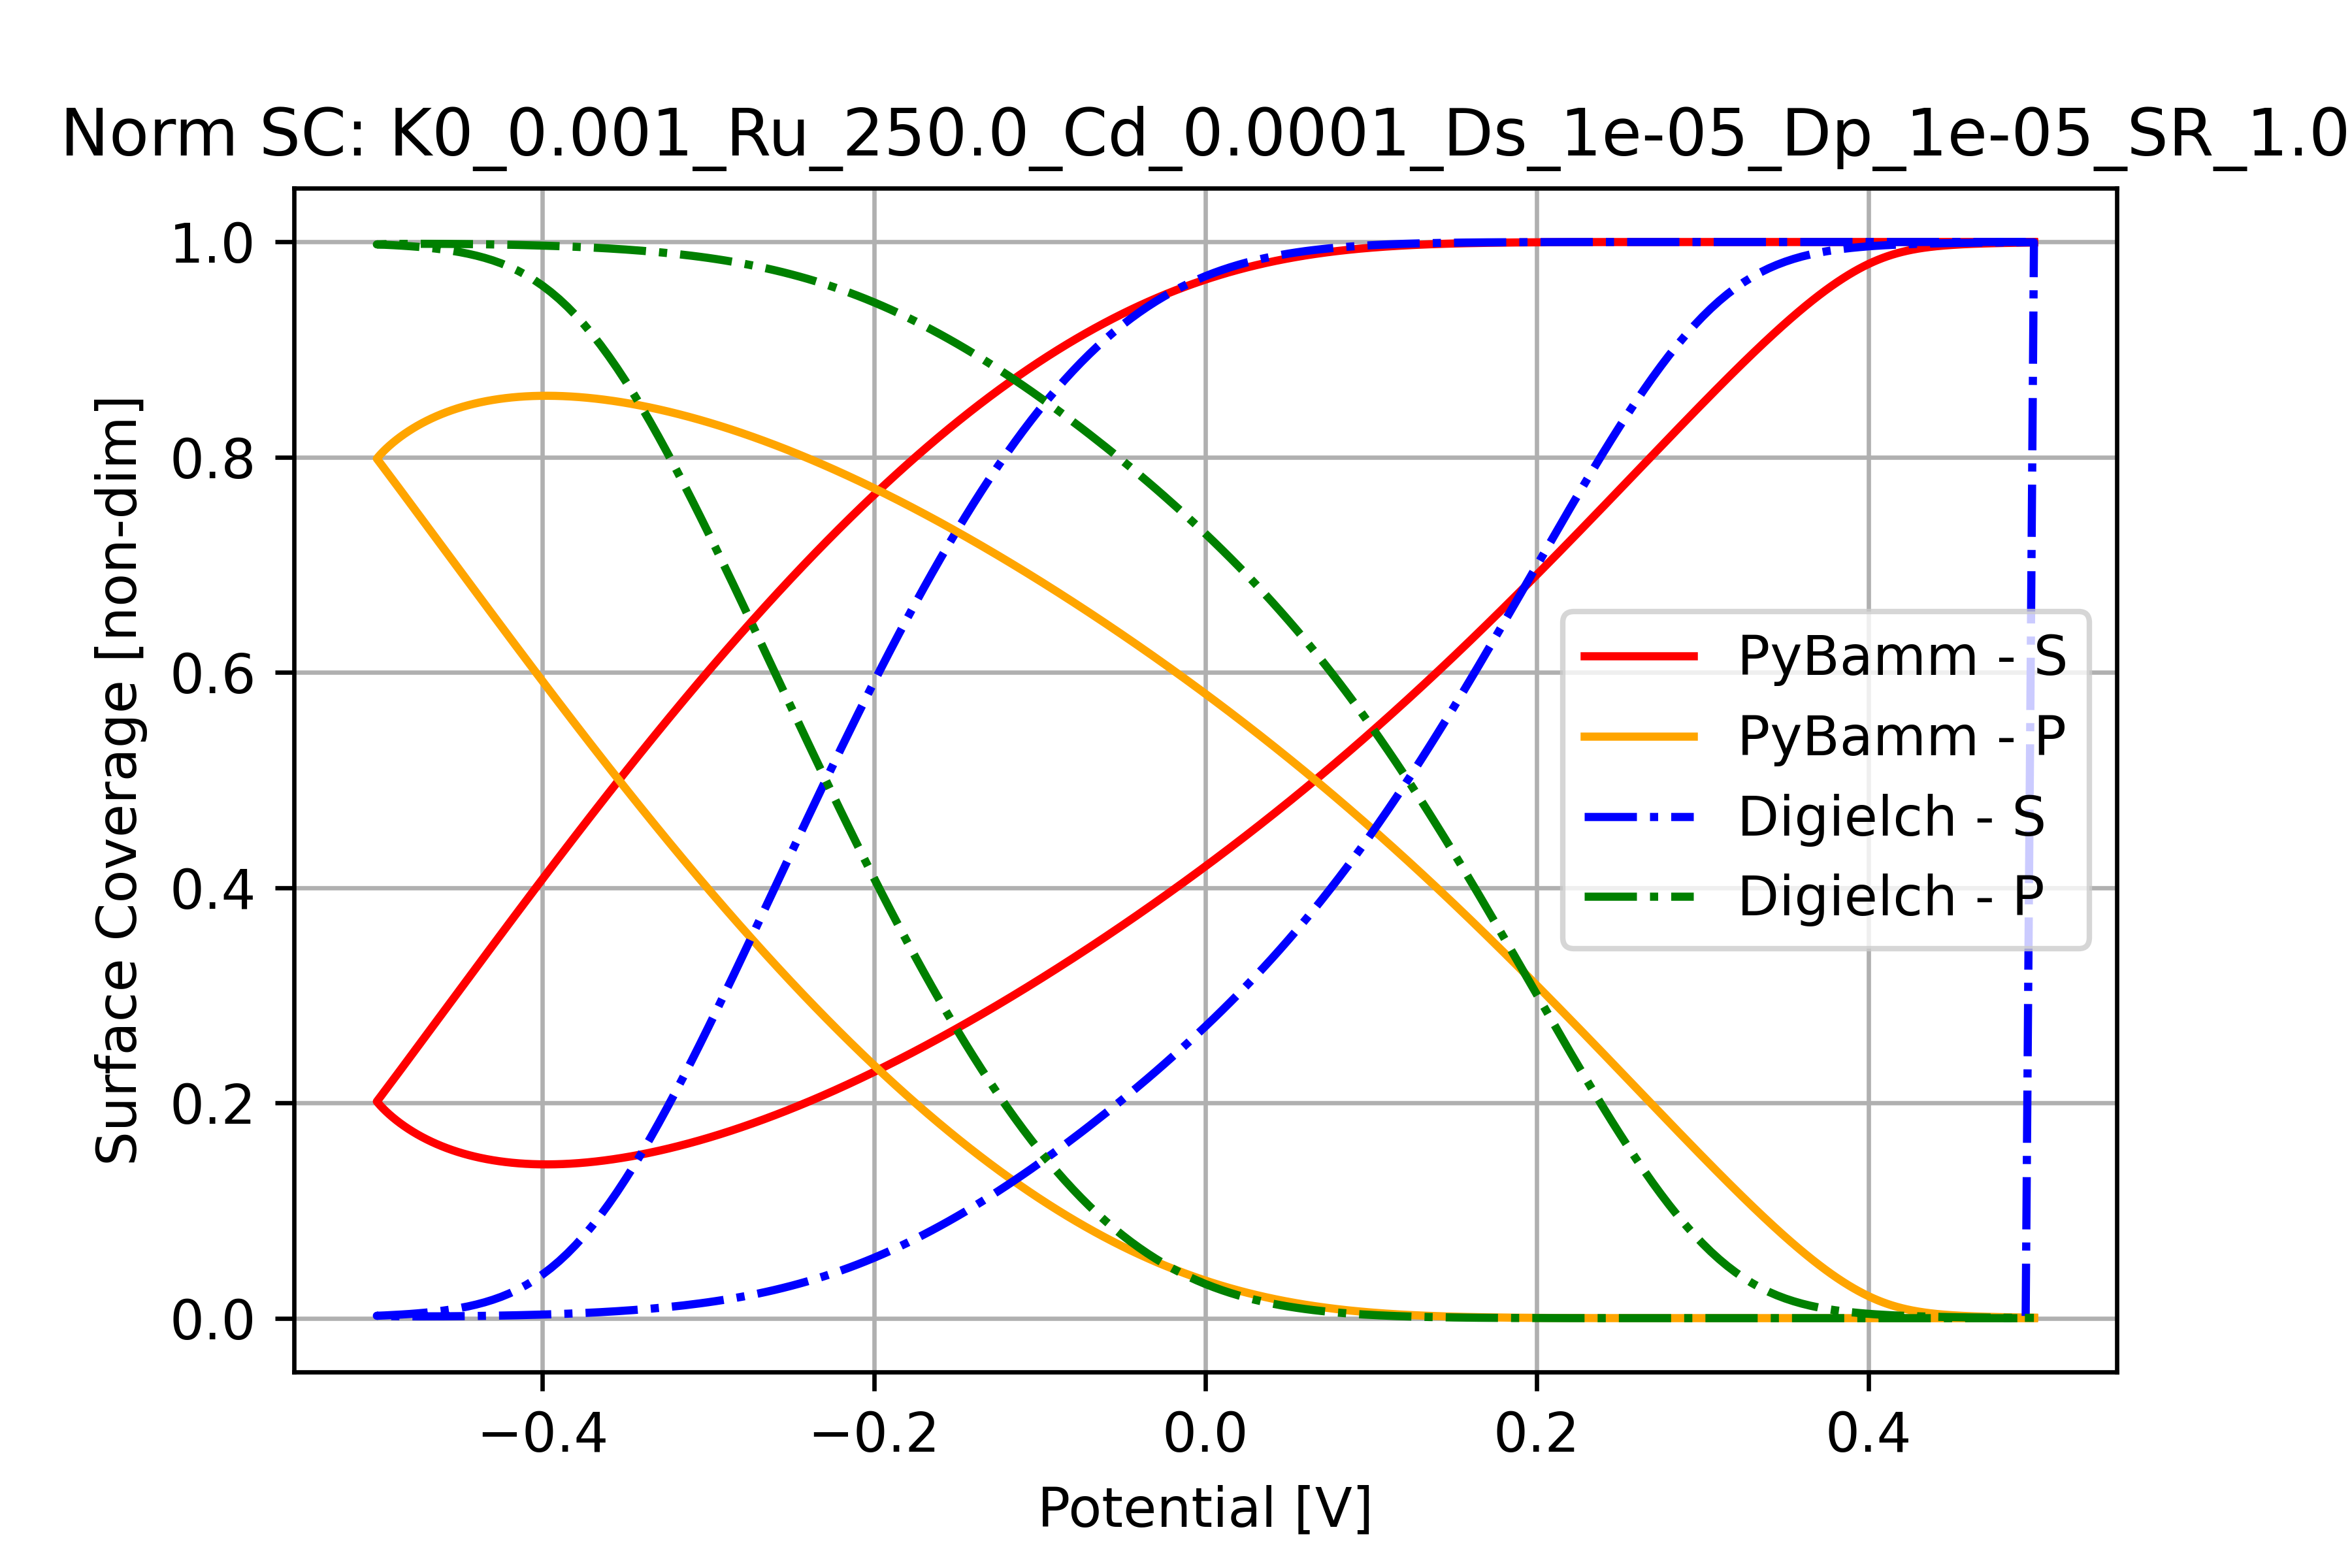 Norm SC: K0_0.001_Ru_250.0_Cd_0.0001_Ds_1e-05_Dp_1e-05_SR_1.0
Surface Coverage [non-dim]
1.0
0.8
0.6
0.4
0.2
0.0
PyBamm - S
PyBamm - P
Digielch - S
Digielch - P
−0.4
−0.2
0.0
0.2
0.4
Potential [V]